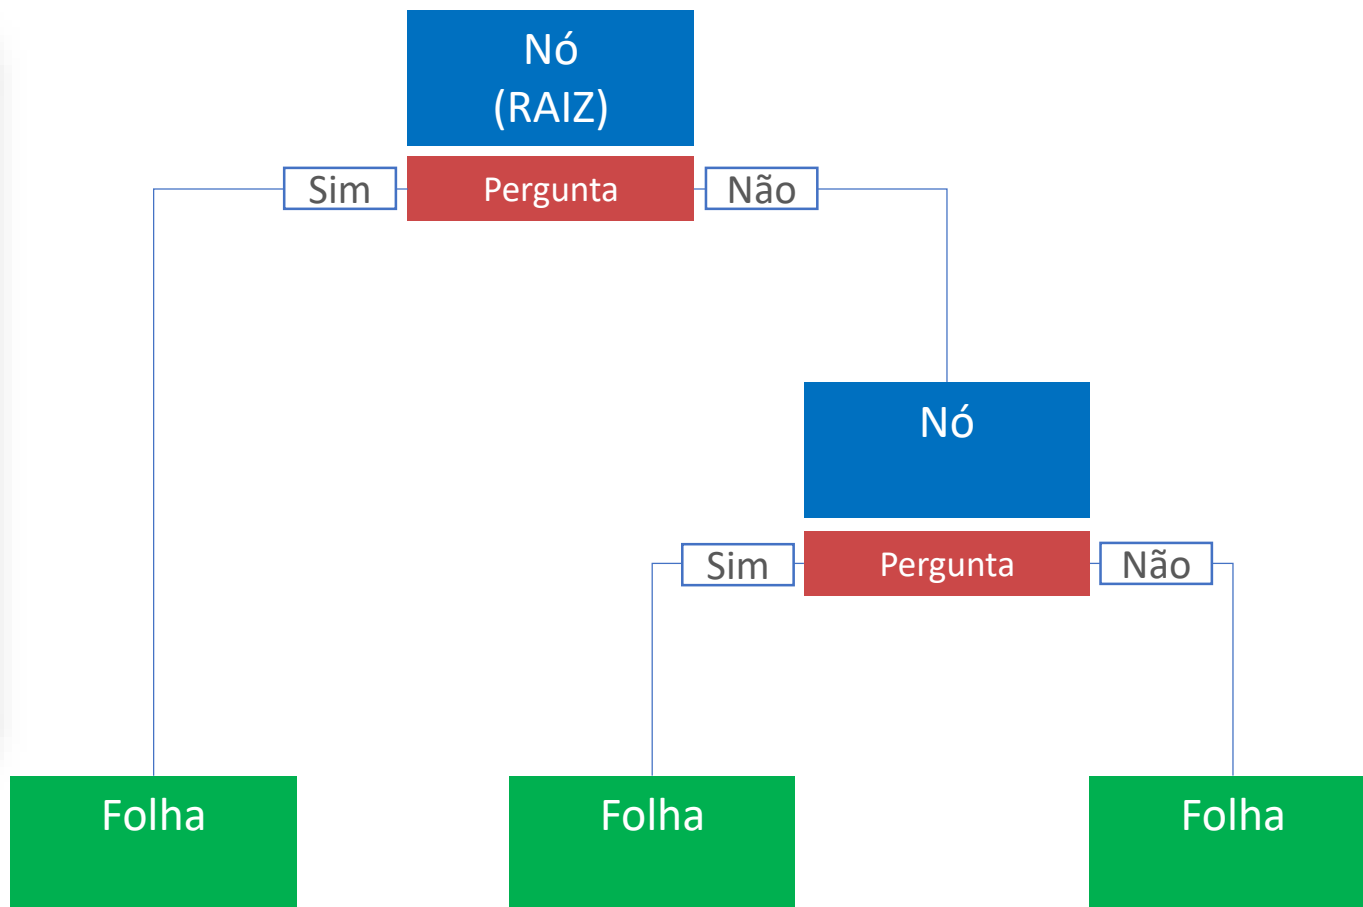 Nó
(RAIZ)
Sim
Pergunta
Não
Nó
Sim
Pergunta
Não
Folha
Folha
Folha